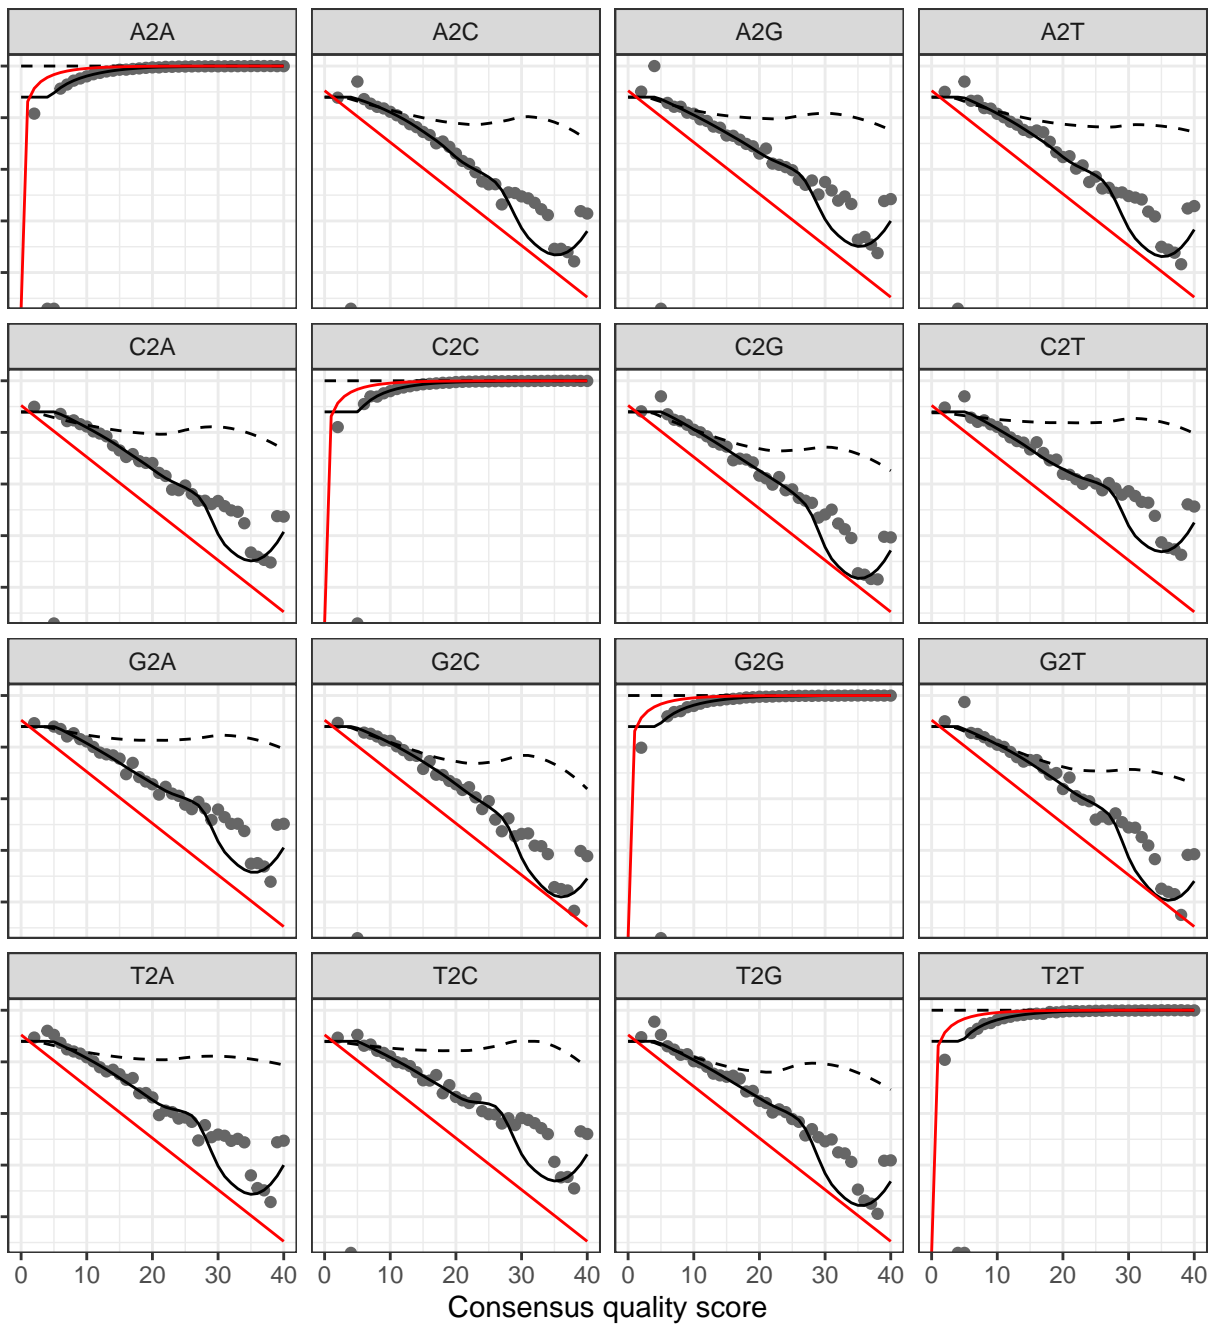 A2A A2C A2G A2T
C2A C2C C2G C2T
G2A G2C G2G G2T
T2A T2C T2G T2T
0 10 20 30 40 0 10 20 30 40 0 10 20 30 40 0 10 20 30 40
Consensus quality score